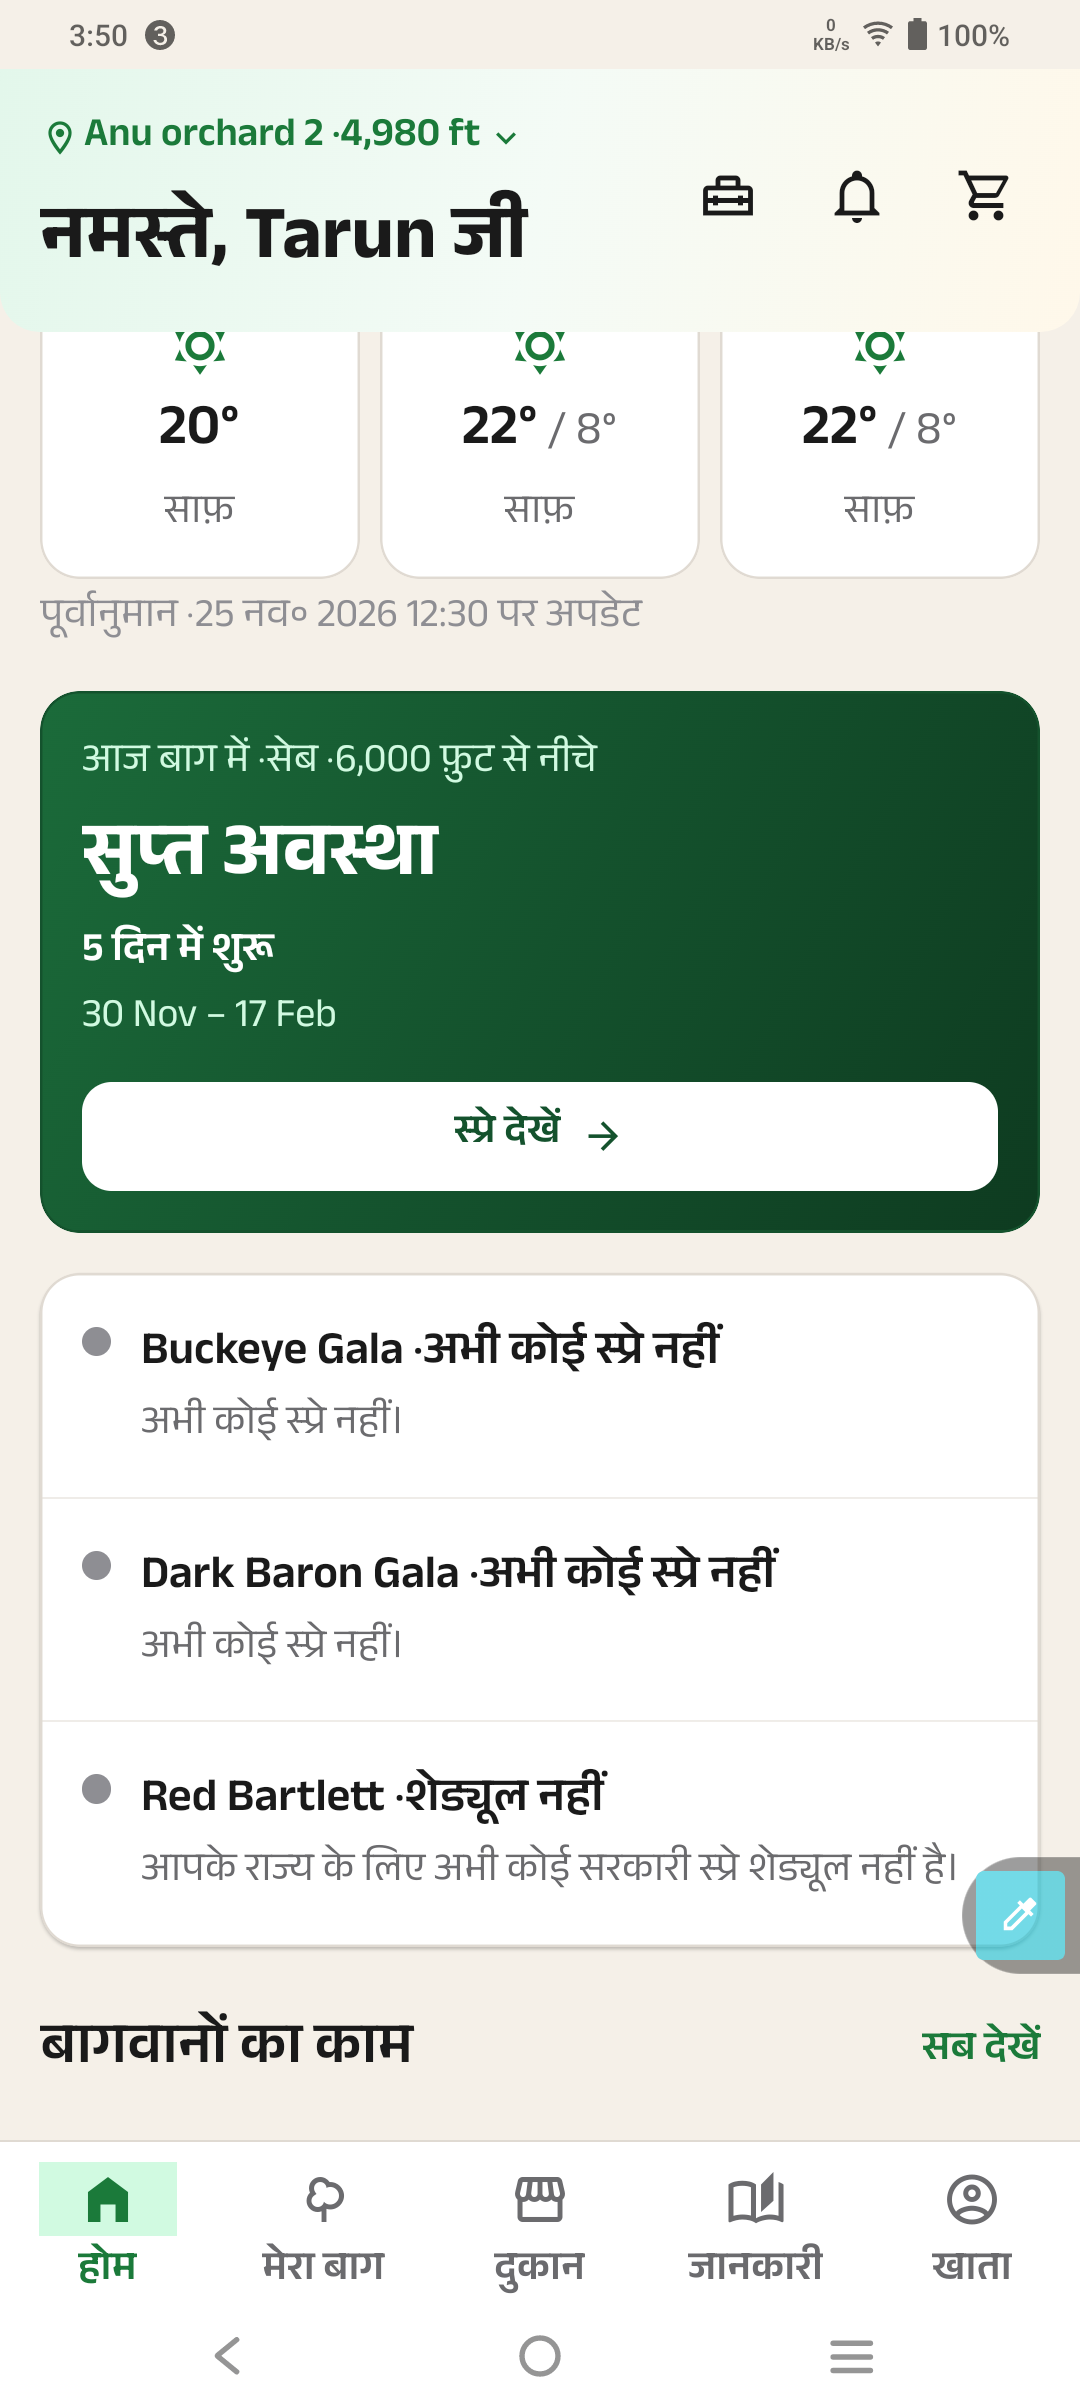 3:50 3 0 KB/s 100%
Anu orchard 2 ·4,980 ft
नमस्ते, Tarun जी
20° 22° / 8° 22° / 8°
साफ़ साफ़ साफ़
पूर्वानुमान ·25 नव॰ 2026 12:30 पर अपडेट
आज बाग में ·सेब ·6,000 फ़ुट से नीचे
सुप्त अवस्था
5 दिन में शुरू
30 Nov – 17 Feb
स्प्रे देखें →
Buckeye Gala ·अभी कोई स्प्रे नहीं
अभी कोई स्प्रे नहीं।
Dark Baron Gala ·अभी कोई स्प्रे नहीं
अभी कोई स्प्रे नहीं।
Red Bartlett ·शेड्यूल नहीं
आपके राज्य के लिए अभी कोई सरकारी स्प्रे शेड्यूल नहीं है।
बागवानों का काम सब देखें
होम मेरा बाग दुकान जानकारी खाता